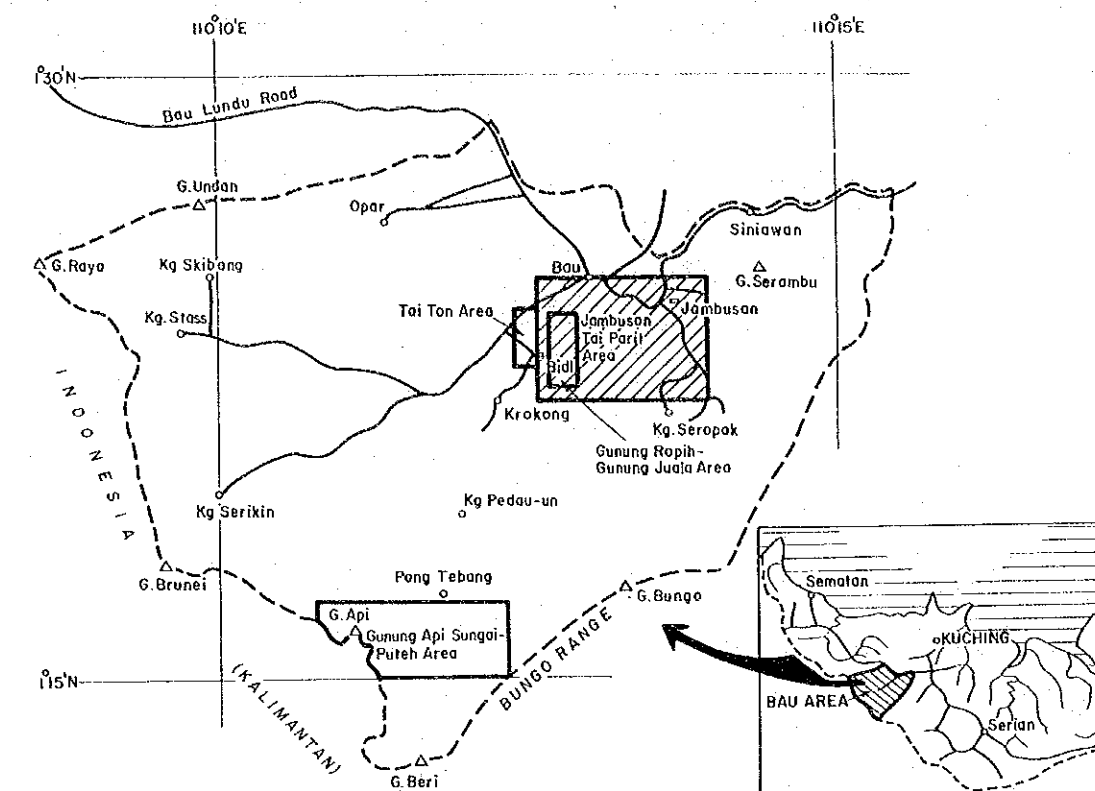 110°10'E
110°15'E
1°30'N
Bau Lundu Road
G.Undan
Opar
Siniawan
G.Raya
Kg Skibang
Bau
G.Serambu
Tai Ton Area
Jambusan
Kg.Stass
Jambusan
Tai Parit
Area
Bidi
Krokong
Kg.Seropak
Gunung Ropih-
Gunung Juala Area
INDONESIA
Kg Serikin
Kg Pedau-un
G.Brunei
Pong Tebang
G.Bungo
G.Api
Gunung Api Sungai-
Puteh Area
BUNGO RANGE
1°15'N
(KALIMANTAN)
G.Beri
Sematan
KUCHING
BAU AREA
Serian